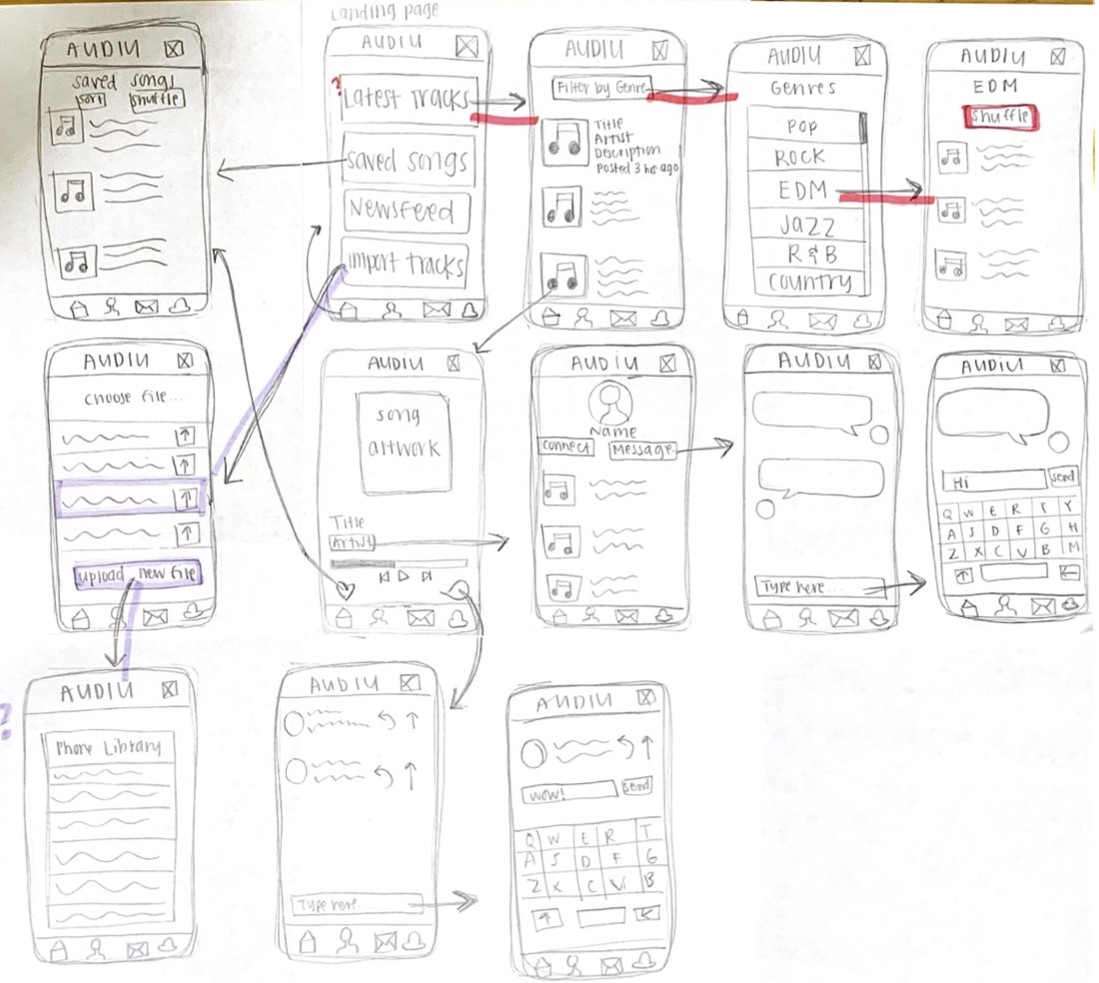 Landing page
AUDIU
saved songs
sort shuffle
AUDIU
?
Latest Tracks
saved songs
Newsfeed
import tracks
AUDIU
Filter by Genre
Title
Artist
Description
Posted 3 hr ago
AUDIU
Genres
Pop
Rock
EDM
Jazz
R&B
Country
AUDIU
EDM
shuffle
AUDIU
Choose file...
upload new file
AUDIU
song
artwork
Title
Artist
AUDIU
Name
connect Message
AUDIU
Type here...
AUDIU
Hi send
Q W E R T Y
A S D F G H
Z X C V B M
?
AUDIU
Phone Library
AUDIU
Type here....
AUDIU
wow! send
Q W E R T
A S D F G
Z X C V B